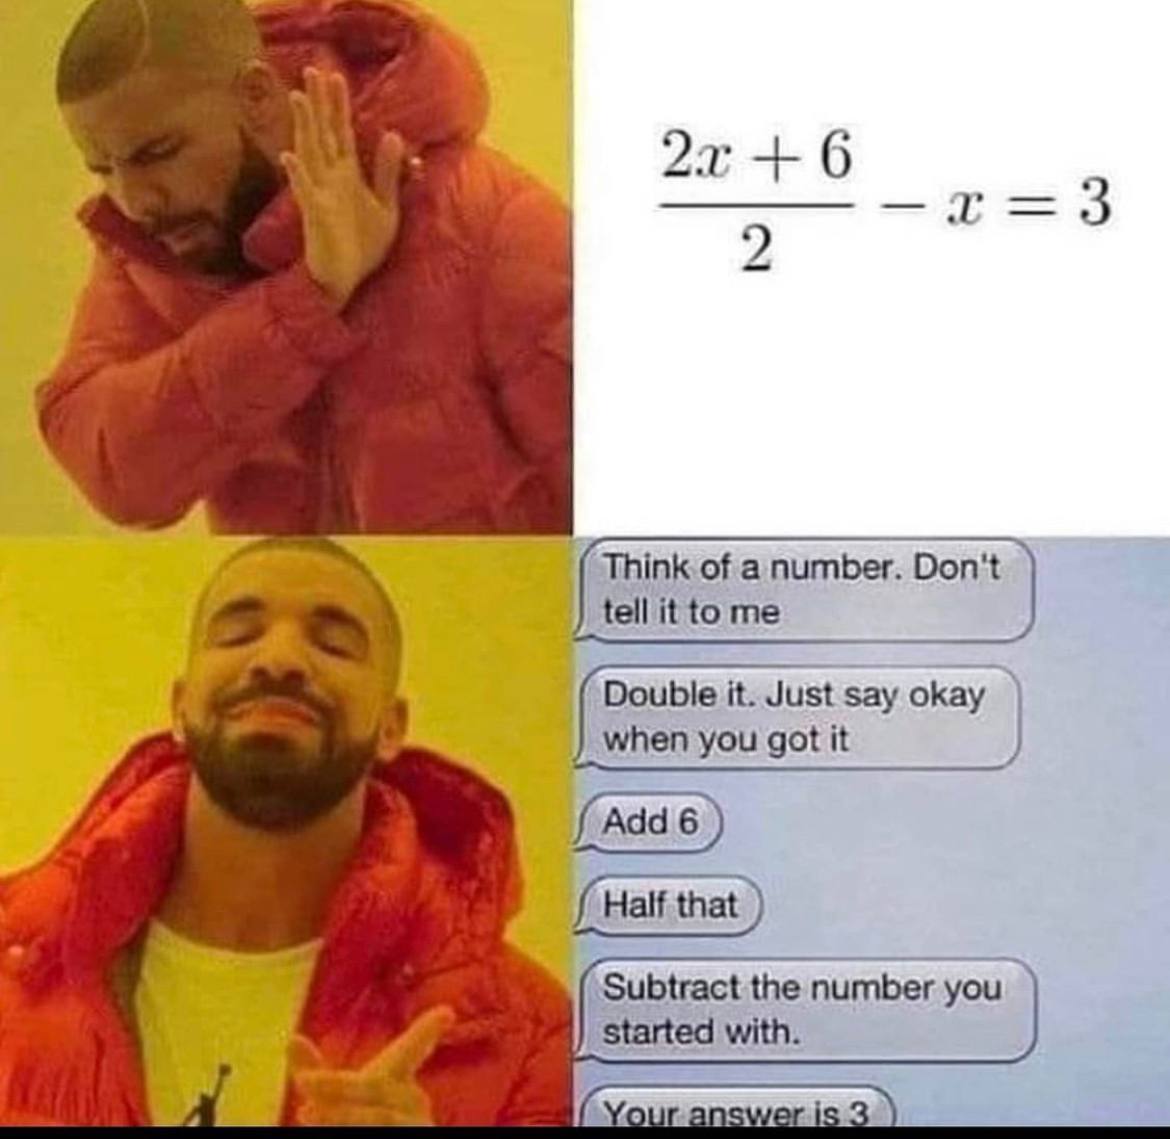 2x + 6
2
− x = 3
Think of a number. Don't
tell it to me
Double it. Just say okay
when you got it
Add 6
Half that
Subtract the number you
started with.
Your answer is 3